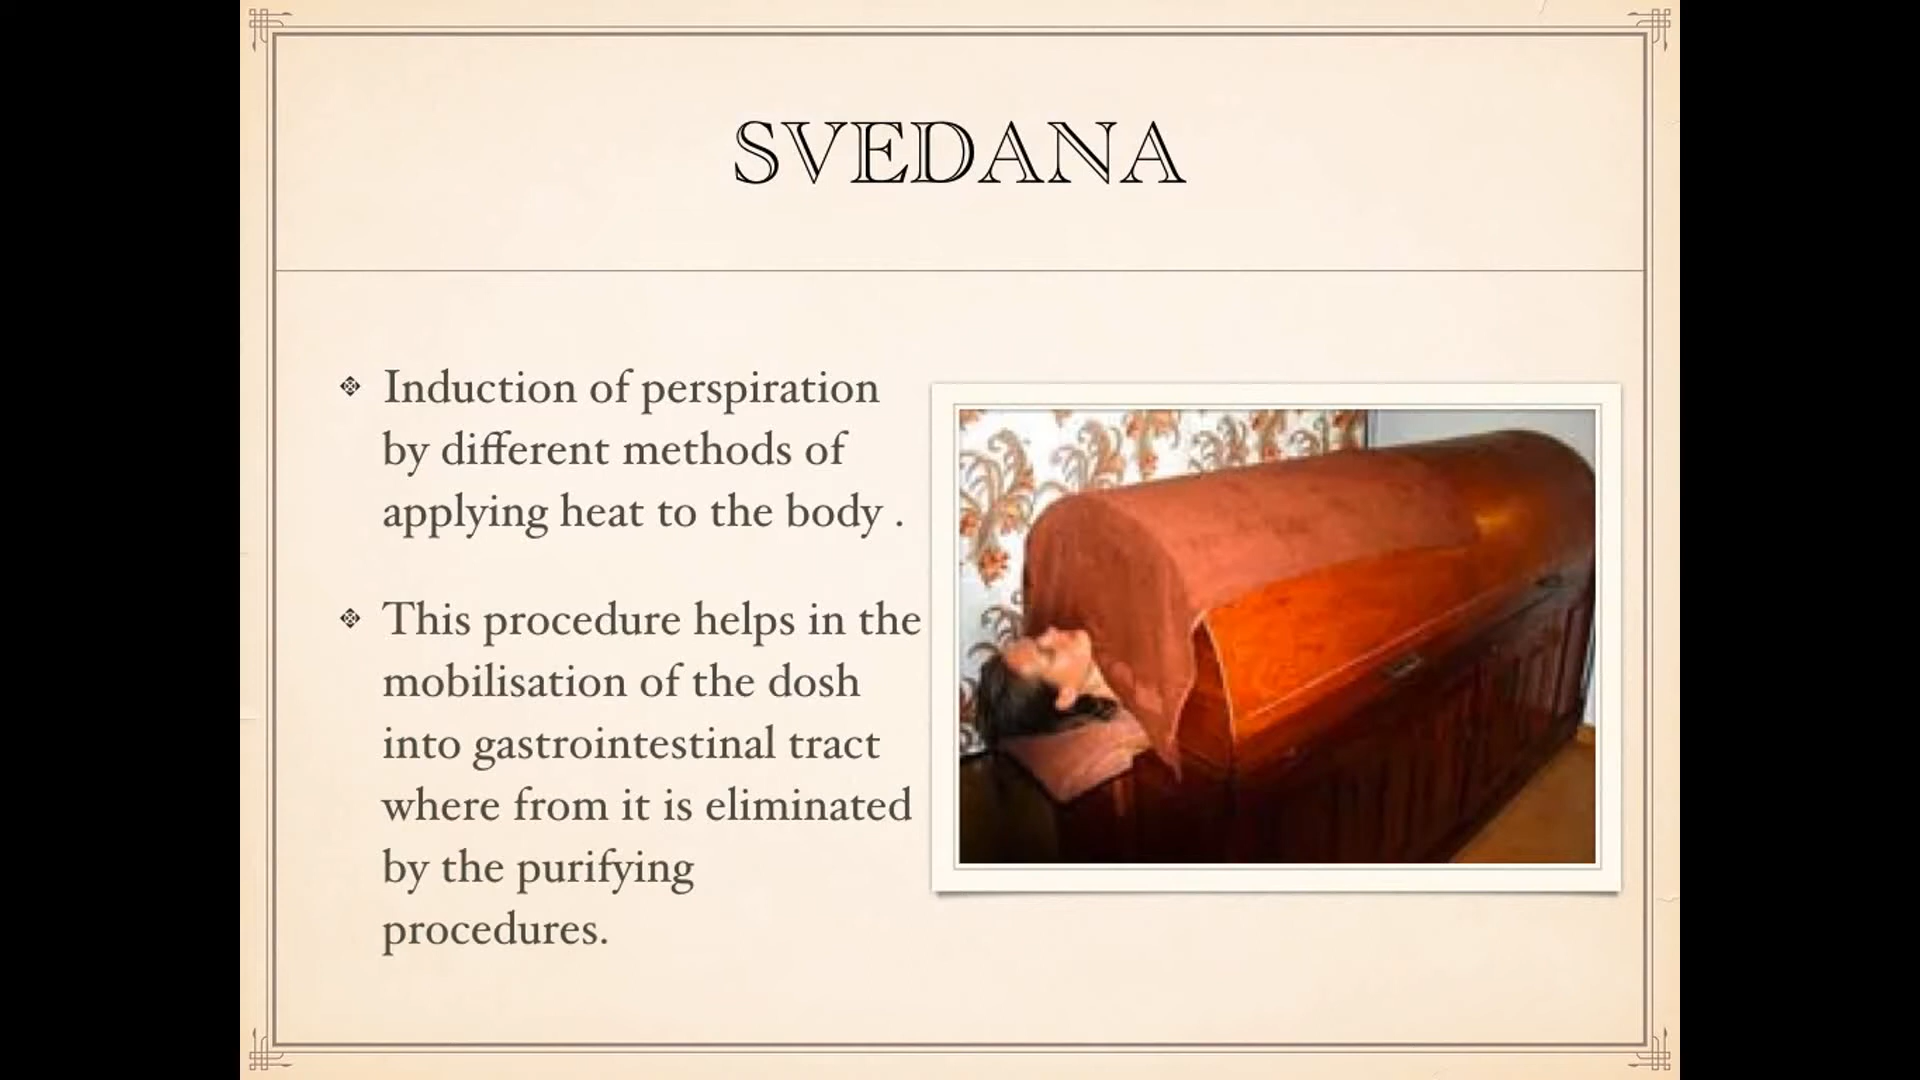 SVEDANA
Induction of perspiration
by different methods of
applying heat to the body .
This procedure helps in the
mobilisation of the dosh
into gastrointestinal tract
where from it is eliminated
by the purifying
procedures.